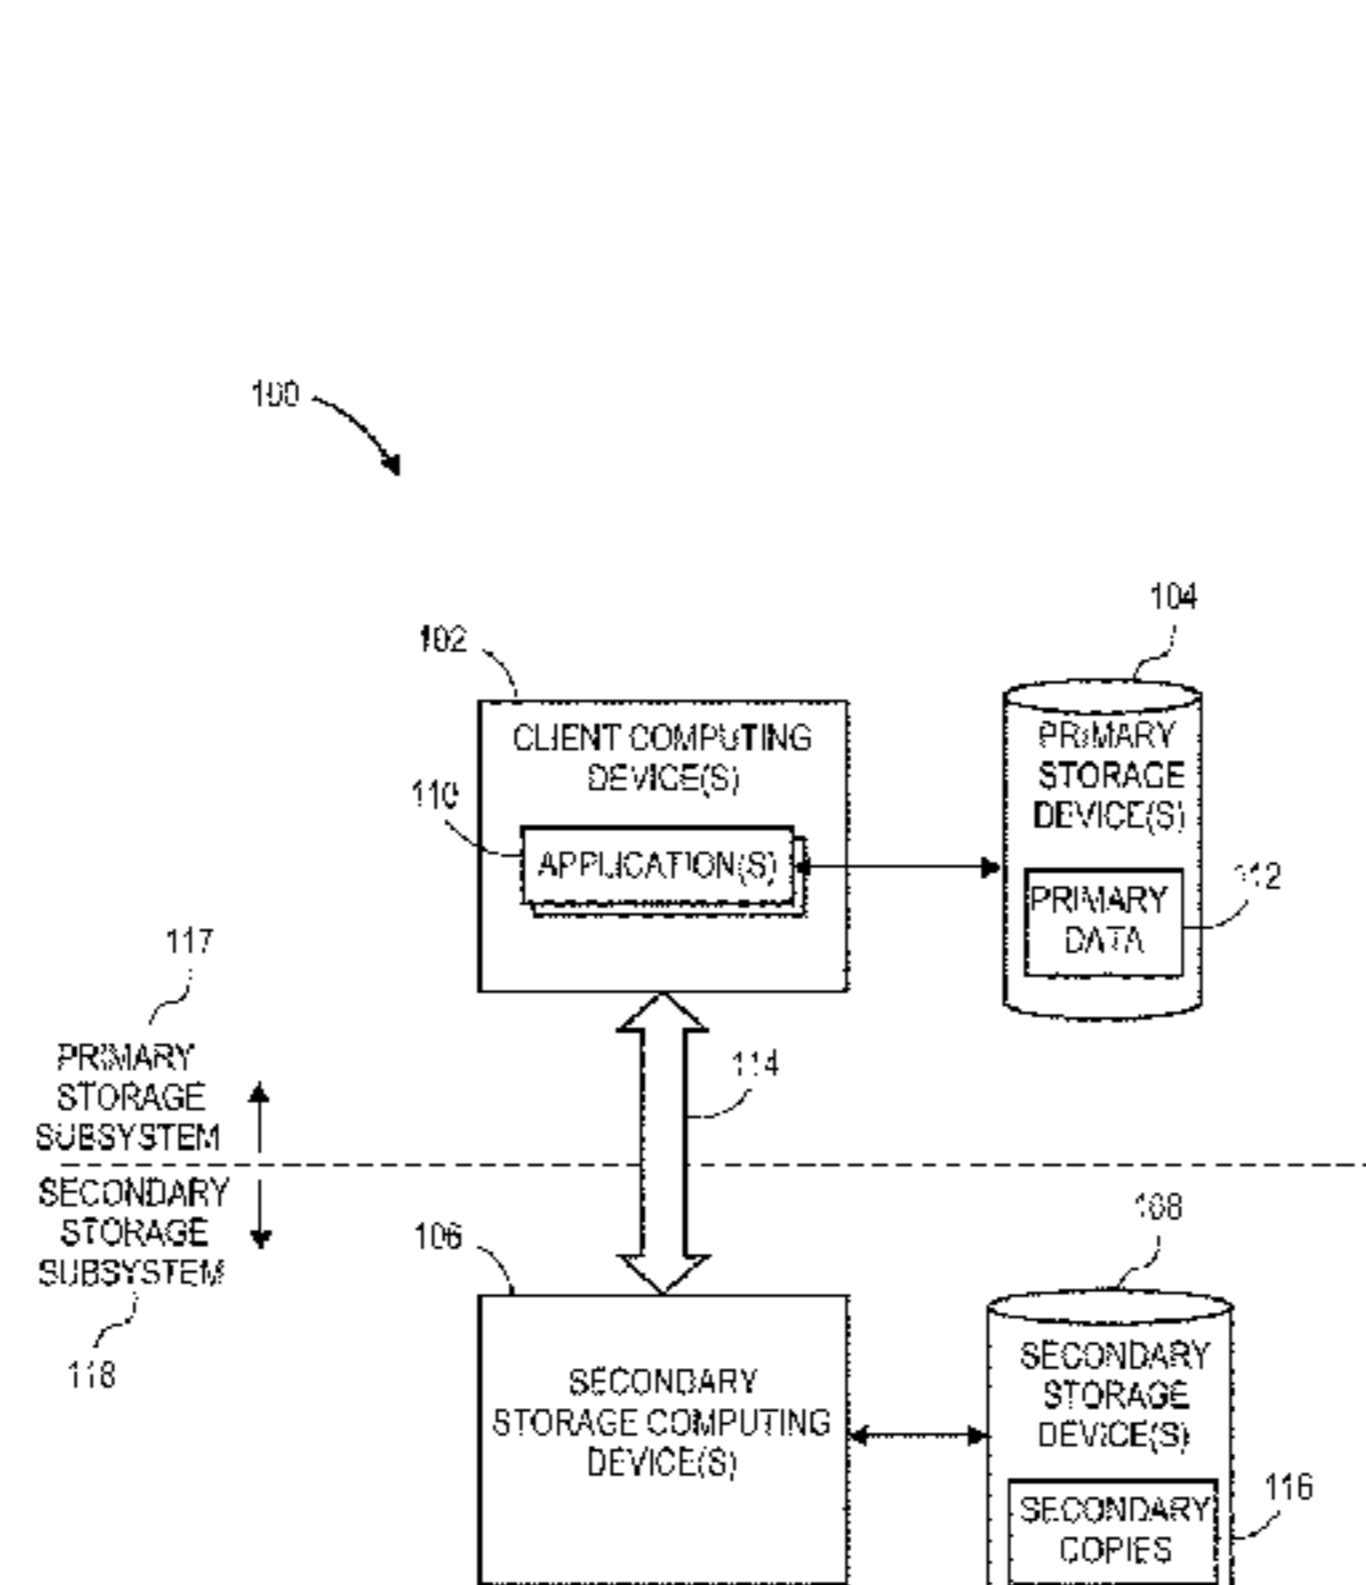 100
104
102
CLIENT COMPUTING
DEVICE(S)
PRIMARY
STORAGE
DEVICE(S)
110
APPLICATION(S)
112
PRIMARY
DATA
117
PRIMARY
STORAGE
SUBSYSTEM
114
SECONDARY
STORAGE
SUBSYSTEM
118
106
108
SECONDARY
STORAGE COMPUTING
DEVICE(S)
SECONDARY
STORAGE
DEVICE(S)
116
SECONDARY
COPIES